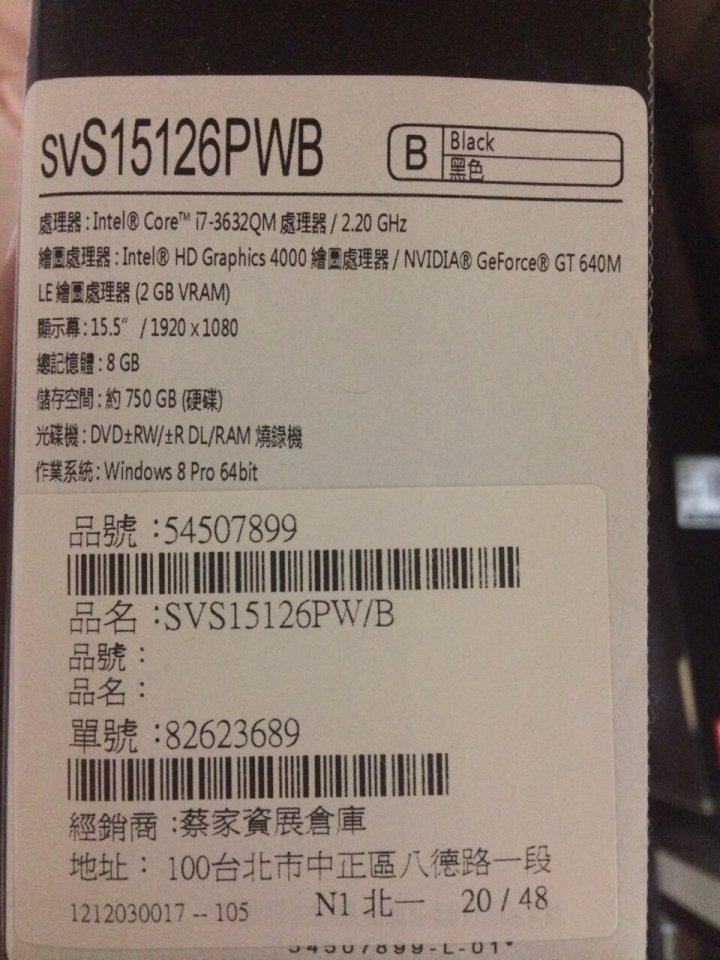 svS15126PWB
B Black
黑色
處理器 : Intel® Core™ i7-3632QM 處理器 / 2.20 GHz
繪圖處理器 : Intel® HD Graphics 4000 繪圖處理器 / NVIDIA® GeForce® GT 640M
LE 繪圖處理器 (2 GB VRAM)
顯示幕 : 15.5" / 1920 x 1080
總記憶體 : 8 GB
儲存空間 : 約 750 GB (硬碟)
光碟機 : DVD±RW/±R DL/RAM 燒錄機
作業系統 : Windows 8 Pro 64bit
品號 :54507899
品名 :SVS15126PW/B
品號 :
品名 :
單號 :82623689
經銷商 :蔡家資展倉庫
地址 : 100台北市中正區八德路一段
1212030017 -- 105 N1 北一 20 / 48
54507899-L-01*